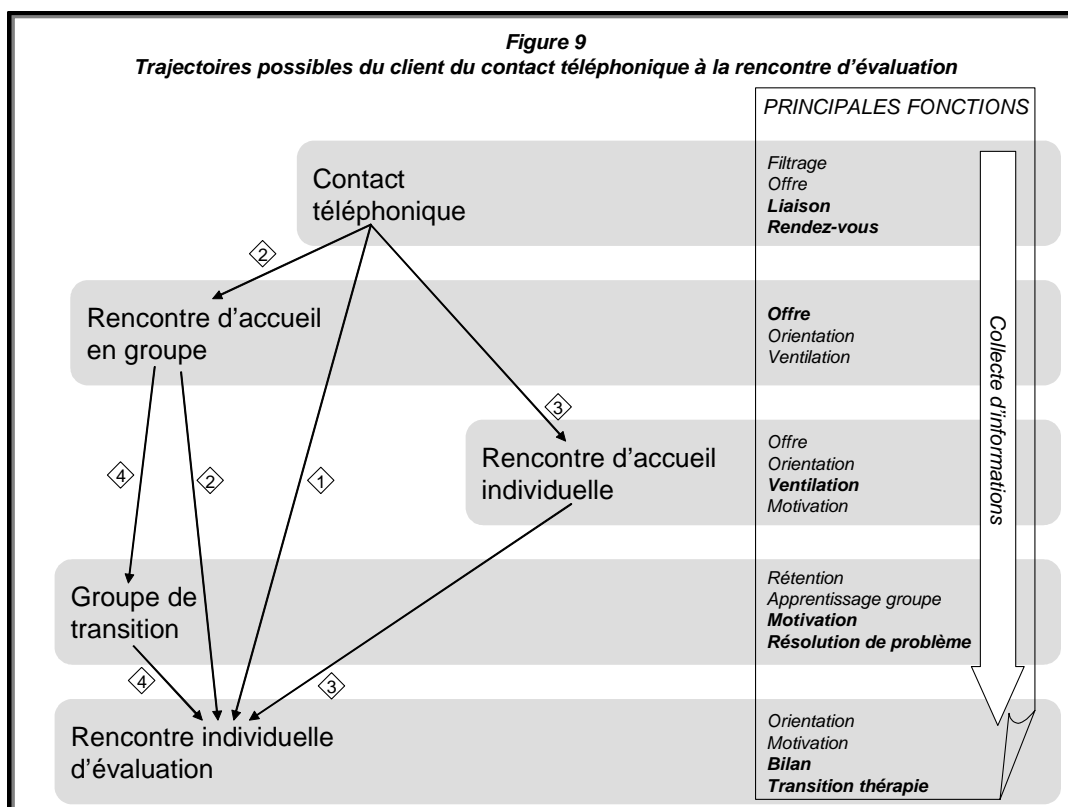 Figure 9
Trajectoires possibles du client du contact téléphonique à la rencontre d'évaluation
PRINCIPALES FONCTIONS
Contact
téléphonique
Filtrage
Offre
Liaison
Rendez-vous
2
Rencontre d'accueil
en groupe
Offre
Orientation
Ventilation
Collecte d'informations
3
4
2
1
Rencontre d'accueil
individuelle
Offre
Orientation
Ventilation
Motivation
Groupe de
transition
Rétention
Apprentissage groupe
Motivation
Résolution de problème
4
3
Rencontre individuelle
d'évaluation
Orientation
Motivation
Bilan
Transition thérapie